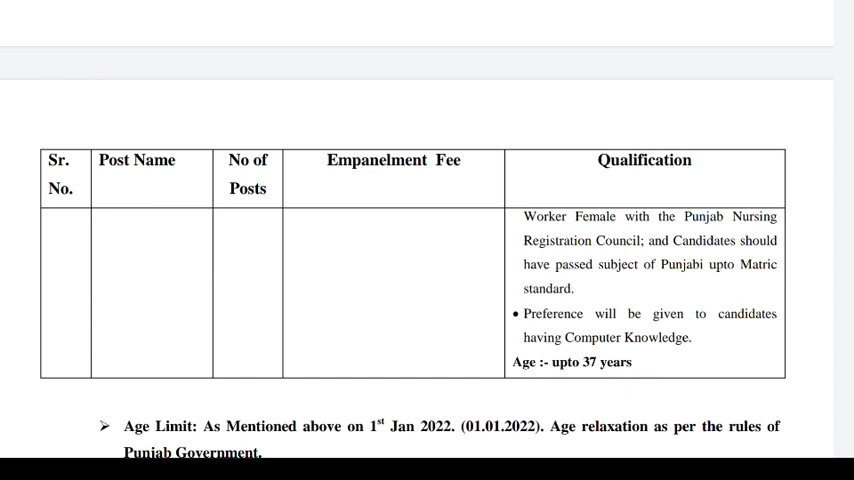 Sr. Post Name No of Empanelment Fee Qualification
No. Posts
Worker Female with the Punjab Nursing
Registration Council; and Candidates should
have passed subject of Punjabi upto Matric
standard.
• Preference will be given to candidates
having Computer Knowledge.
Age :- upto 37 years
➢ Age Limit: As Mentioned above on 1st Jan 2022. (01.01.2022). Age relaxation as per the rules of
Punjab Government.